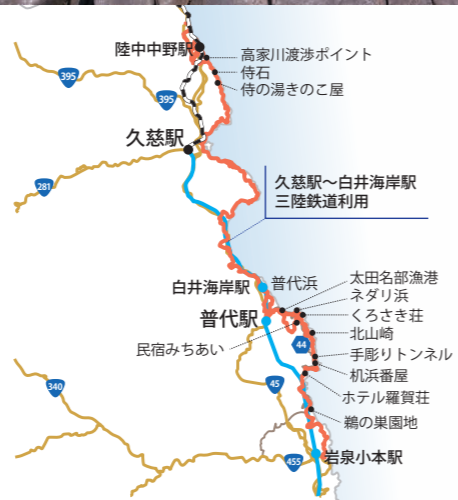 陸中中野駅
高家川渡渉ポイント
侍石
侍の湯きのこ屋
395
395
久慈駅
281
久慈駅～白井海岸駅
三陸鉄道利用
白井海岸駅
普代浜
太田名部漁港
ネダリ浜
普代駅
くろさき荘
北山崎
民宿みちあい
44
手彫りトンネル
机浜番屋
340
45
ホテル羅賀荘
鵜の巣園地
岩泉小本駅
455